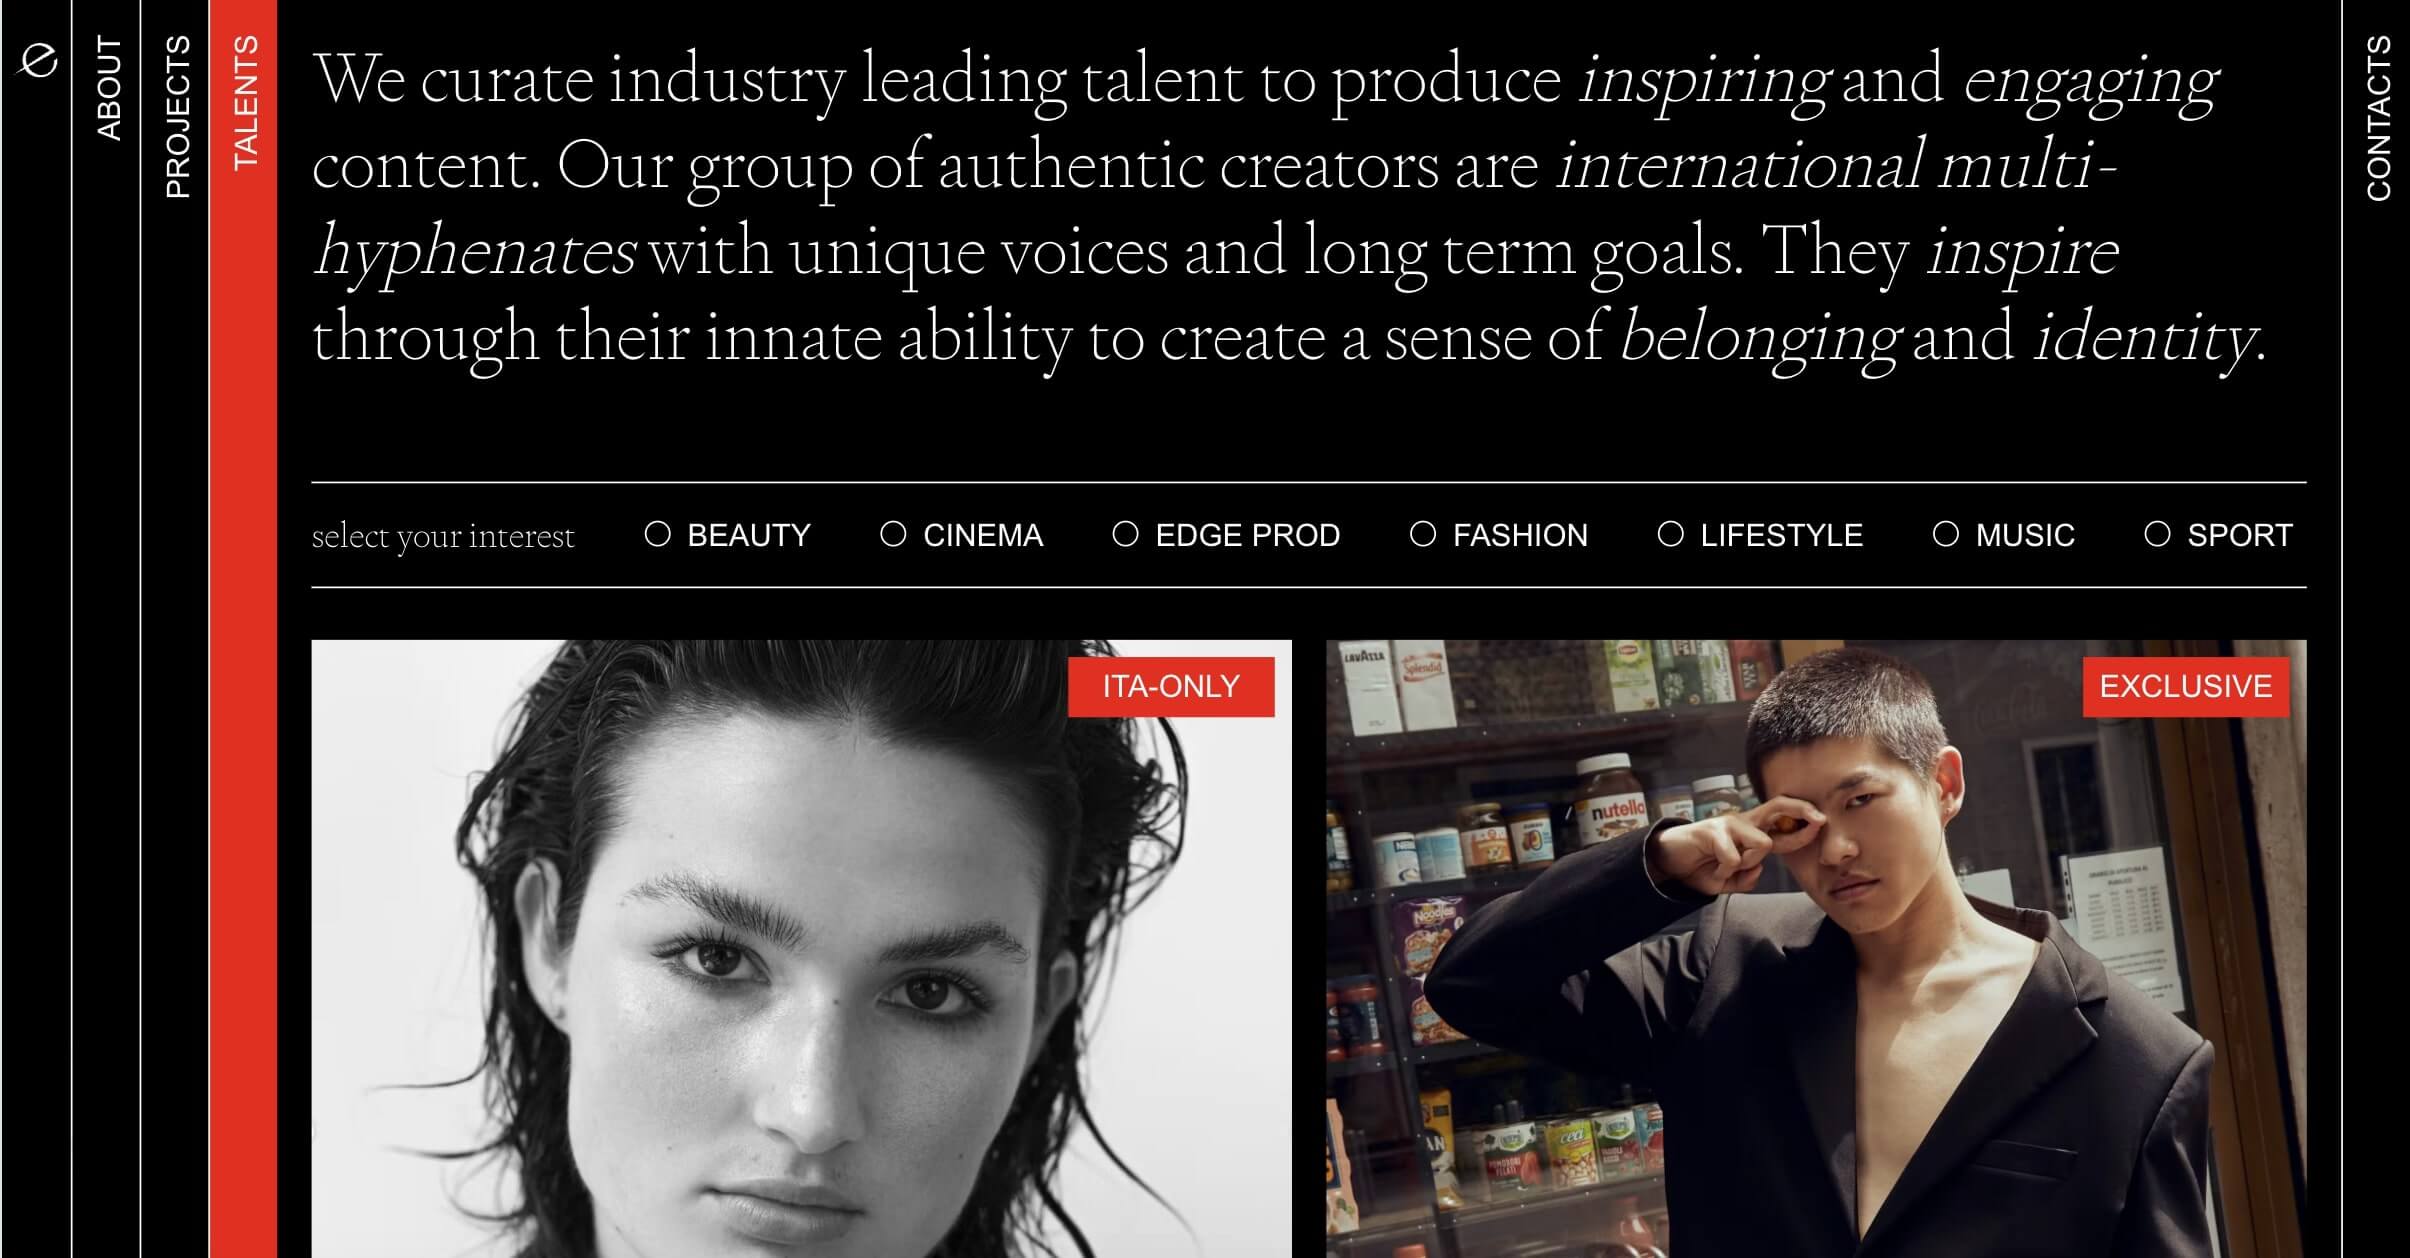 e
ABOUT
PROJECTS
TALENTS
We curate industry leading talent to produce inspiring and engaging
content. Our group of authentic creators are international multi-
hyphenates with unique voices and long term goals. They inspire
through their innate ability to create a sense of belonging and identity.
CONTACTS
select your interest
BEAUTY
CINEMA
EDGE PROD
FASHION
LIFESTYLE
MUSIC
SPORT
ITA-ONLY
EXCLUSIVE
LAVAZZA
Splendid
nutella
Noodles
ceci
POMODORI
PELATI